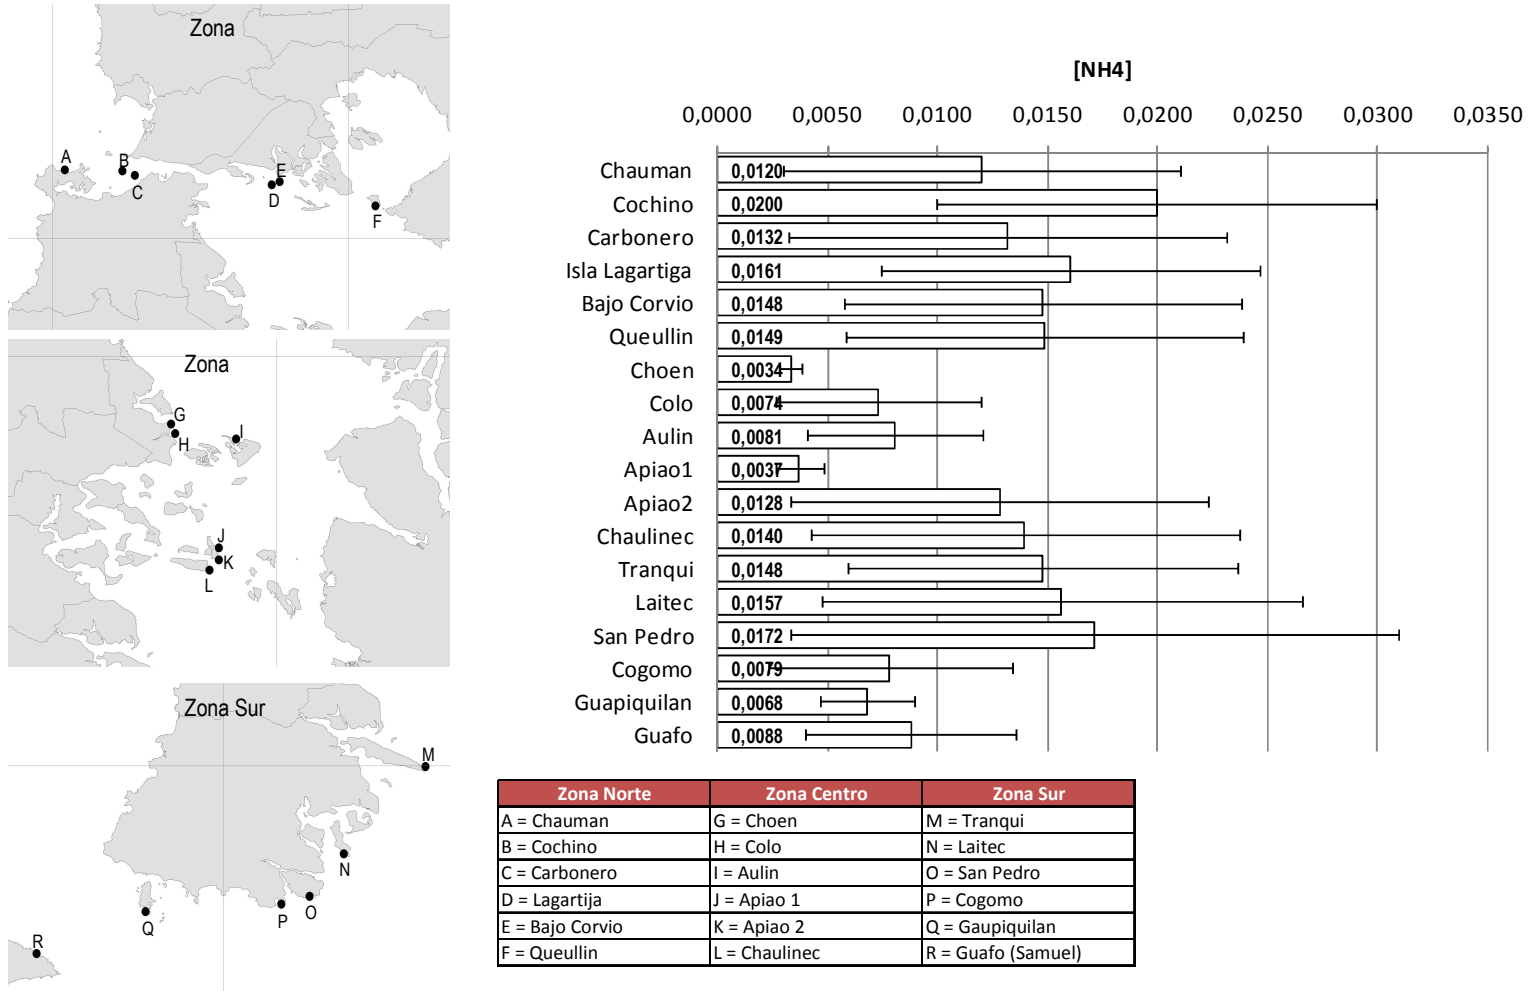 Zona
A
B
C
D
E
F
Zona
G
H
I
J
K
L
Zona Sur
M
N
O
P
Q
R
[NH4]
0,0000 0,0050 0,0100 0,0150 0,0200 0,0250 0,0300 0,0350
Chauman 0,0120
Cochino 0,0200
Carbonero 0,0132
Isla Lagartiga 0,0161
Bajo Corvio 0,0148
Queullin 0,0149
Choen 0,0034
Colo 0,0074
Aulin 0,0081
Apiao1 0,0037
Apiao2 0,0128
Chaulinec 0,0140
Tranqui 0,0148
Laitec 0,0157
San Pedro 0,0172
Cogomo 0,0079
Guapiquilan 0,0068
Guafo 0,0088
Zona Norte Zona Centro Zona Sur
A = Chauman G = Choen M = Tranqui
B = Cochino H = Colo N = Laitec
C = Carbonero I = Aulin O = San Pedro
D = Lagartija J = Apiao 1 P = Cogomo
E = Bajo Corvio K = Apiao 2 Q = Gaupiquilan
F = Queullin L = Chaulinec R = Guafo (Samuel)